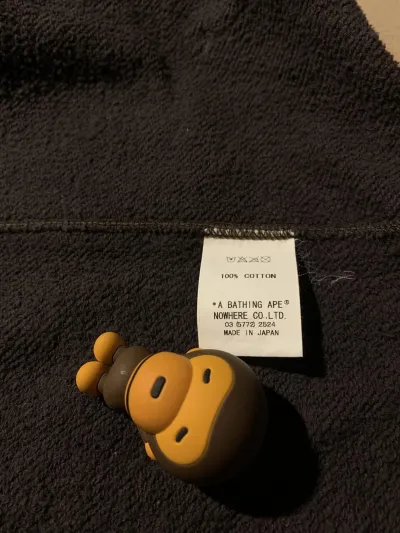 100% COTTON
*A BATHING APE®
NOWHERE CO.,LTD.
03 (5772) 2524
MADE IN JAPAN